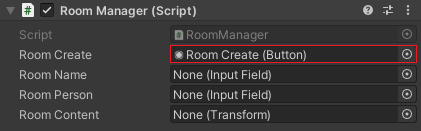 Room Manager (Script)
Script RoomManager
Room Create Room Create (Button)
Room Name None (Input Field)
Room Person None (Input Field)
Room Content None (Transform)